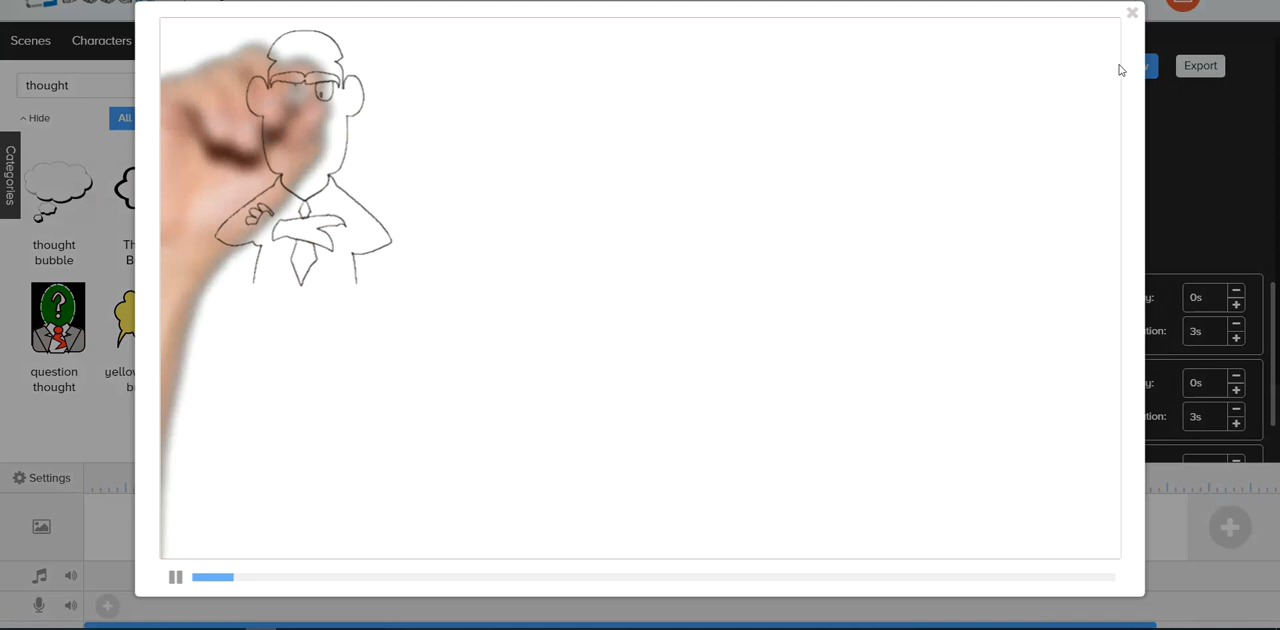 Scenes
Characters
thought
Hide
All
Export
Categories
thought
bubble
question
thought
0s
3s
0s
3s
Settings